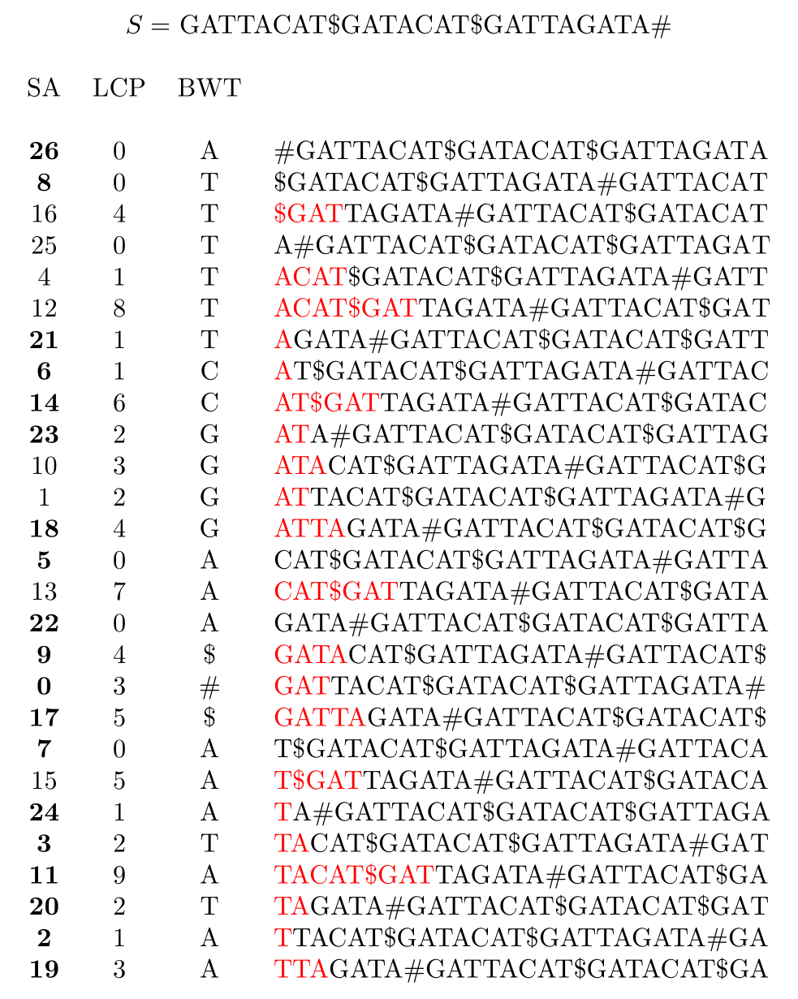 S = GATTACAT$GATACAT$GATTAGATA#
SA LCP BWT
26 0 A #GATTACAT$GATACAT$GATTAGATA
8 0 T $GATACAT$GATTAGATA#GATTACAT
16 4 T $GATTAGATA#GATTACAT$GATACAT
25 0 T A#GATTACAT$GATACAT$GATTAGAT
4 1 T ACAT$GATACAT$GATTAGATA#GATT
12 8 T ACAT$GATTAGATA#GATTACAT$GAT
21 1 T AGATA#GATTACAT$GATACAT$GATT
6 1 C AT$GATACAT$GATTAGATA#GATTAC
14 6 C AT$GATTAGATA#GATTACAT$GATAC
23 2 G ATA#GATTACAT$GATACAT$GATTAG
10 3 G ATACAT$GATTAGATA#GATTACAT$G
1 2 G ATTACAT$GATACAT$GATTAGATA#G
18 4 G ATTAGATA#GATTACAT$GATACAT$G
5 0 A CAT$GATACAT$GATTAGATA#GATTA
13 7 A CAT$GATTAGATA#GATTACAT$GATA
22 0 A GATA#GATTACAT$GATACAT$GATTA
9 4 $ GATACAT$GATTAGATA#GATTACAT$
0 3 # GATTACAT$GATACAT$GATTAGATA#
17 5 $ GATTAGATA#GATTACAT$GATACAT$
7 0 A T$GATACAT$GATTAGATA#GATTACA
15 5 A T$GATTAGATA#GATTACAT$GATACA
24 1 A TA#GATTACAT$GATACAT$GATTAGA
3 2 T TACAT$GATACAT$GATTAGATA#GAT
11 9 A TACAT$GATTAGATA#GATTACAT$GA
20 2 T TAGATA#GATTACAT$GATACAT$GAT
2 1 A TTACAT$GATACAT$GATTAGATA#GA
19 3 A TTAGATA#GATTACAT$GATACAT$GA